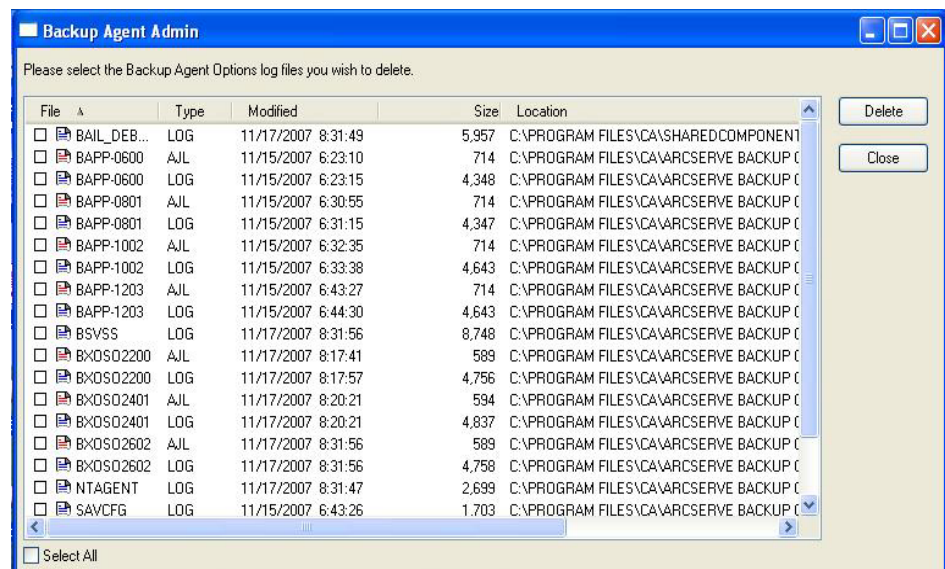 Backup Agent Admin
Please select the Backup Agent Options log files you wish to delete.
File Type Modified Size Location
BAIL_DEB... LOG 11/17/2007 8:31:49 5,957 C:\PROGRAM FILES\CA\SHAREDCOMPONENT
BAPP-0600 AJL 11/15/2007 6:23:10 714 C:\PROGRAM FILES\CA\ARCSERVE BACKUP
BAPP-0600 LOG 11/15/2007 6:23:15 4,348 C:\PROGRAM FILES\CA\ARCSERVE BACKUP
BAPP-0801 AJL 11/15/2007 6:30:55 714 C:\PROGRAM FILES\CA\ARCSERVE BACKUP
BAPP-0801 LOG 11/15/2007 6:31:15 4,347 C:\PROGRAM FILES\CA\ARCSERVE BACKUP
BAPP-1002 AJL 11/15/2007 6:32:35 714 C:\PROGRAM FILES\CA\ARCSERVE BACKUP
BAPP-1002 LOG 11/15/2007 6:33:38 4,643 C:\PROGRAM FILES\CA\ARCSERVE BACKUP
BAPP-1203 AJL 11/15/2007 6:43:27 714 C:\PROGRAM FILES\CA\ARCSERVE BACKUP
BAPP-1203 LOG 11/15/2007 6:44:30 4,643 C:\PROGRAM FILES\CA\ARCSERVE BACKUP
BSVSS LOG 11/17/2007 8:31:56 8,748 C:\PROGRAM FILES\CA\ARCSERVE BACKUP
BXOSO2200 AJL 11/17/2007 8:17:41 589 C:\PROGRAM FILES\CA\ARCSERVE BACKUP
BXOSO2200 LOG 11/17/2007 8:17:57 4,756 C:\PROGRAM FILES\CA\ARCSERVE BACKUP
BXOSO2401 AJL 11/17/2007 8:20:21 594 C:\PROGRAM FILES\CA\ARCSERVE BACKUP
BXOSO2401 LOG 11/17/2007 8:20:21 4,837 C:\PROGRAM FILES\CA\ARCSERVE BACKUP
BXOSO2602 AJL 11/17/2007 8:31:56 589 C:\PROGRAM FILES\CA\ARCSERVE BACKUP
BXOSO2602 LOG 11/17/2007 8:31:56 4,758 C:\PROGRAM FILES\CA\ARCSERVE BACKUP
NTAGENT LOG 11/17/2007 8:31:47 2,699 C:\PROGRAM FILES\CA\ARCSERVE BACKUP
SAVCFG LOG 11/15/2007 6:43:26 1,703 C:\PROGRAM FILES\CA\ARCSERVE BACKUP
Select All
Delete
Close